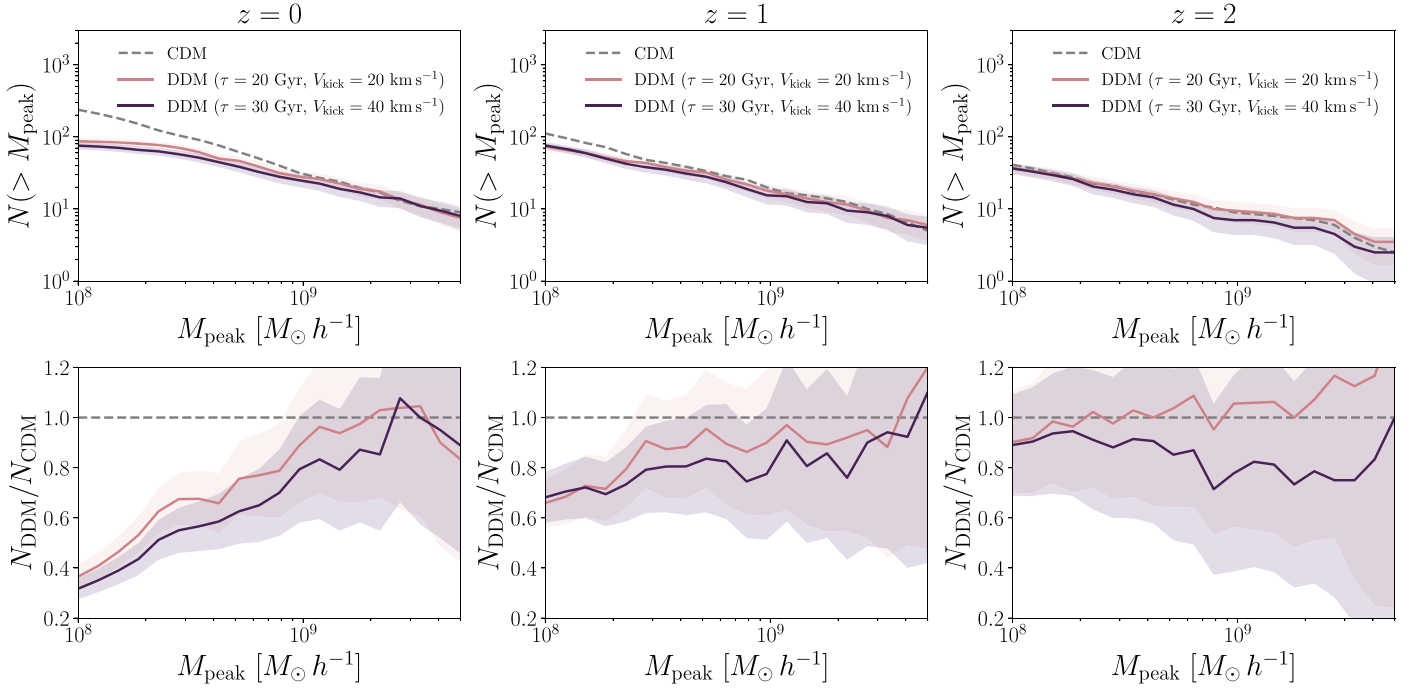 z = 0
z = 1
z = 2
N(> M_peak)
10^3
10^2
10^1
10^0
CDM
DDM (τ = 20 Gyr, V_kick = 20 km s^−1)
DDM (τ = 30 Gyr, V_kick = 40 km s^−1)
10^8
10^9
M_peak [M_⊙ h^−1]
N(> M_peak)
10^3
10^2
10^1
10^0
CDM
DDM (τ = 20 Gyr, V_kick = 20 km s^−1)
DDM (τ = 30 Gyr, V_kick = 40 km s^−1)
10^8
10^9
M_peak [M_⊙ h^−1]
N(> M_peak)
10^3
10^2
10^1
10^0
CDM
DDM (τ = 20 Gyr, V_kick = 20 km s^−1)
DDM (τ = 30 Gyr, V_kick = 40 km s^−1)
10^8
10^9
M_peak [M_⊙ h^−1]
N_DDM/N_CDM
1.2
1.0
0.8
0.6
0.4
0.2
10^8
10^9
M_peak [M_⊙ h^−1]
N_DDM/N_CDM
1.2
1.0
0.8
0.6
0.4
0.2
10^8
10^9
M_peak [M_⊙ h^−1]
N_DDM/N_CDM
1.2
1.0
0.8
0.6
0.4
0.2
10^8
10^9
M_peak [M_⊙ h^−1]